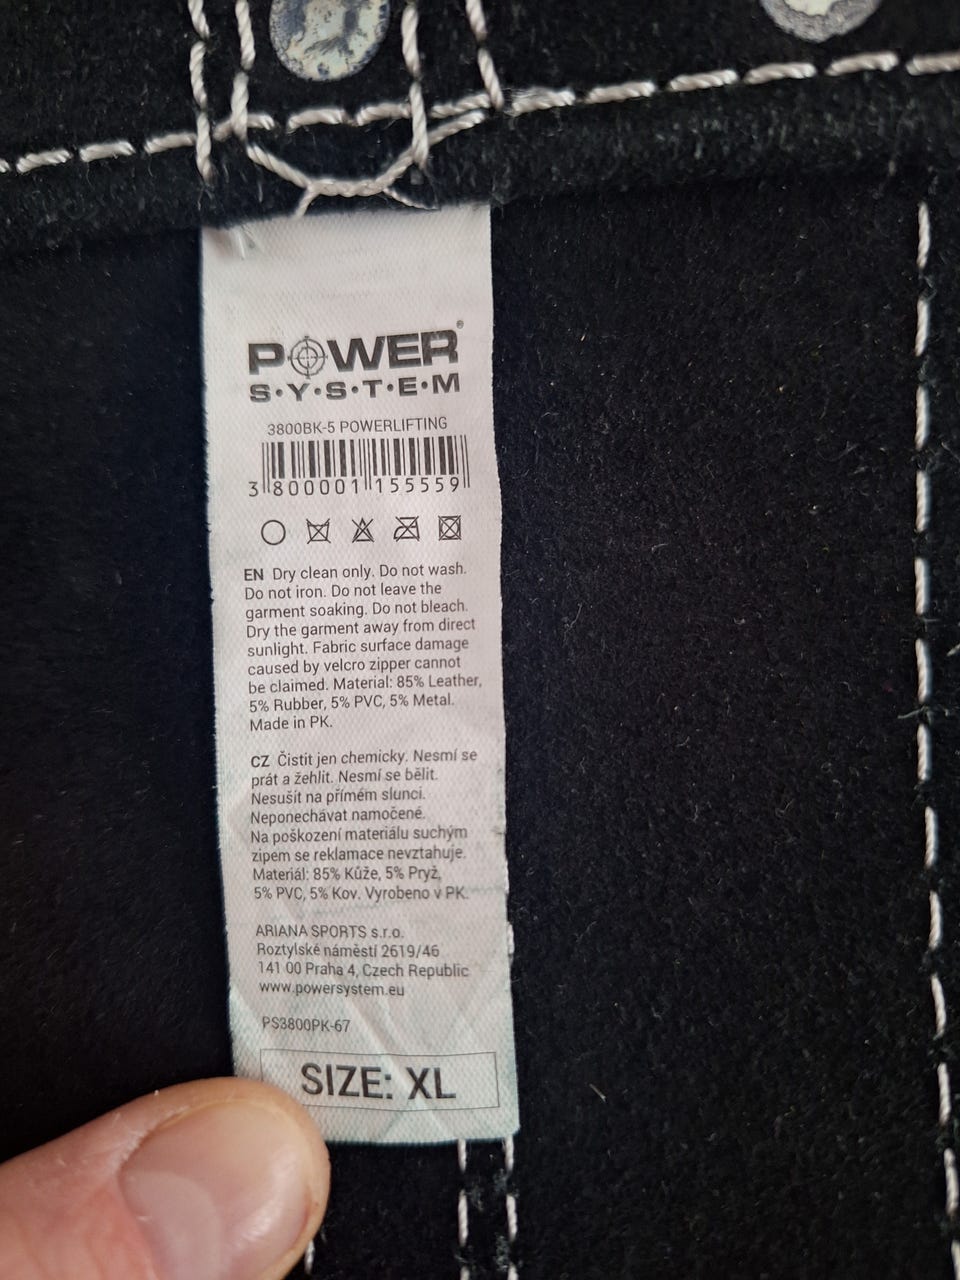 POWER®
S•Y•S•T•E•M
3800BK-5 POWERLIFTING
3 800001 155559
EN Dry clean only. Do not wash.
Do not iron. Do not leave the
garment soaking. Do not bleach.
Dry the garment away from direct
sunlight. Fabric surface damage
caused by velcro zipper cannot
be claimed. Material: 85% Leather,
5% Rubber, 5% PVC, 5% Metal.
Made in PK.
CZ Čistit jen chemicky. Nesmí se
prát a žehlit. Nesmí se bělit.
Nesušit na přímém slunci.
Neponechávat namočené.
Na poškození materiálu suchým
zipem se reklamace nevztahuje.
Materiál: 85% Kůže, 5% Pryž,
5% PVC, 5% Kov. Vyrobeno v PK.
ARIANA SPORTS s.r.o.
Roztylské náměstí 2619/46
141 00 Praha 4, Czech Republic
www.powersystem.eu
PS3800PK-67
SIZE: XL